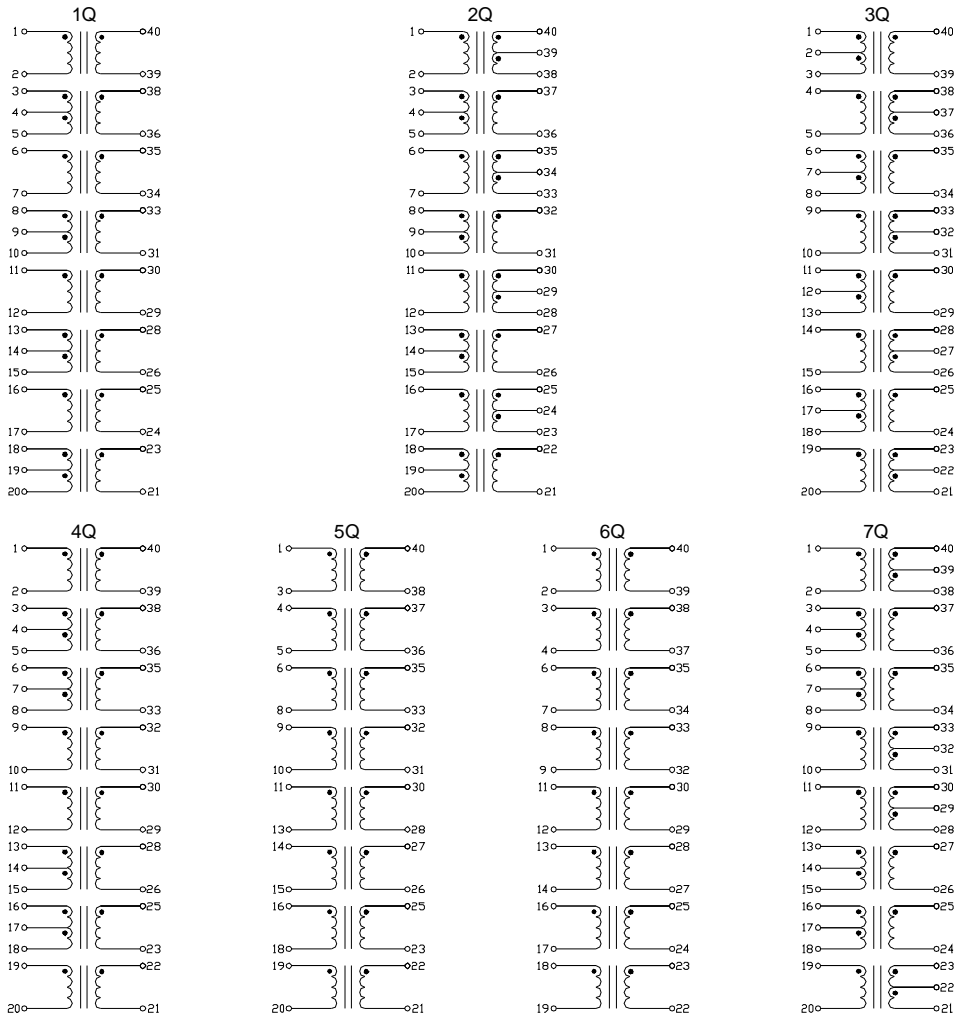 1Q 2Q 3Q
1 40 1 40 1 40
2 39 2
2 39 2 38 3 39
3 38 3 37 4 38
4 4 37
5 36 5 36 5 36
6 35 6 35 6 35
34 7
7 34 7 33 8 34
8 33 8 32 9 33
9 9 32
10 31 10 31 10 31
11 30 11 30 11 30
29 12
12 29 12 28 13 29
13 28 13 27 14 28
14 14 27
15 26 15 26 15 26
16 25 16 25 16 25
24 17
17 24 17 23 18 24
18 23 18 22 19 23
19 19 22
20 21 20 21 20 21
4Q 5Q 6Q 7Q
1 40 1 40 1 40 1 40
39
2 39 3 38 2 39 2 38
3 38 4 37 3 38 3 37
4 4
5 36 5 36 4 37 5 36
6 35 6 35 6 35 6 35
7 7
8 33 8 33 7 34 8 34
9 32 9 32 8 33 9 33
32
10 31 10 31 9 32 10 31
11 30 11 30 11 30 11 30
29
12 29 13 28 12 29 12 28
13 28 14 27 13 28 13 27
14 14
15 26 15 26 14 27 15 26
16 25 16 25 16 25 16 25
17 17
18 23 18 23 17 24 18 24
19 22 19 22 18 23 19 23
22
20 21 20 21 19 22 20 21